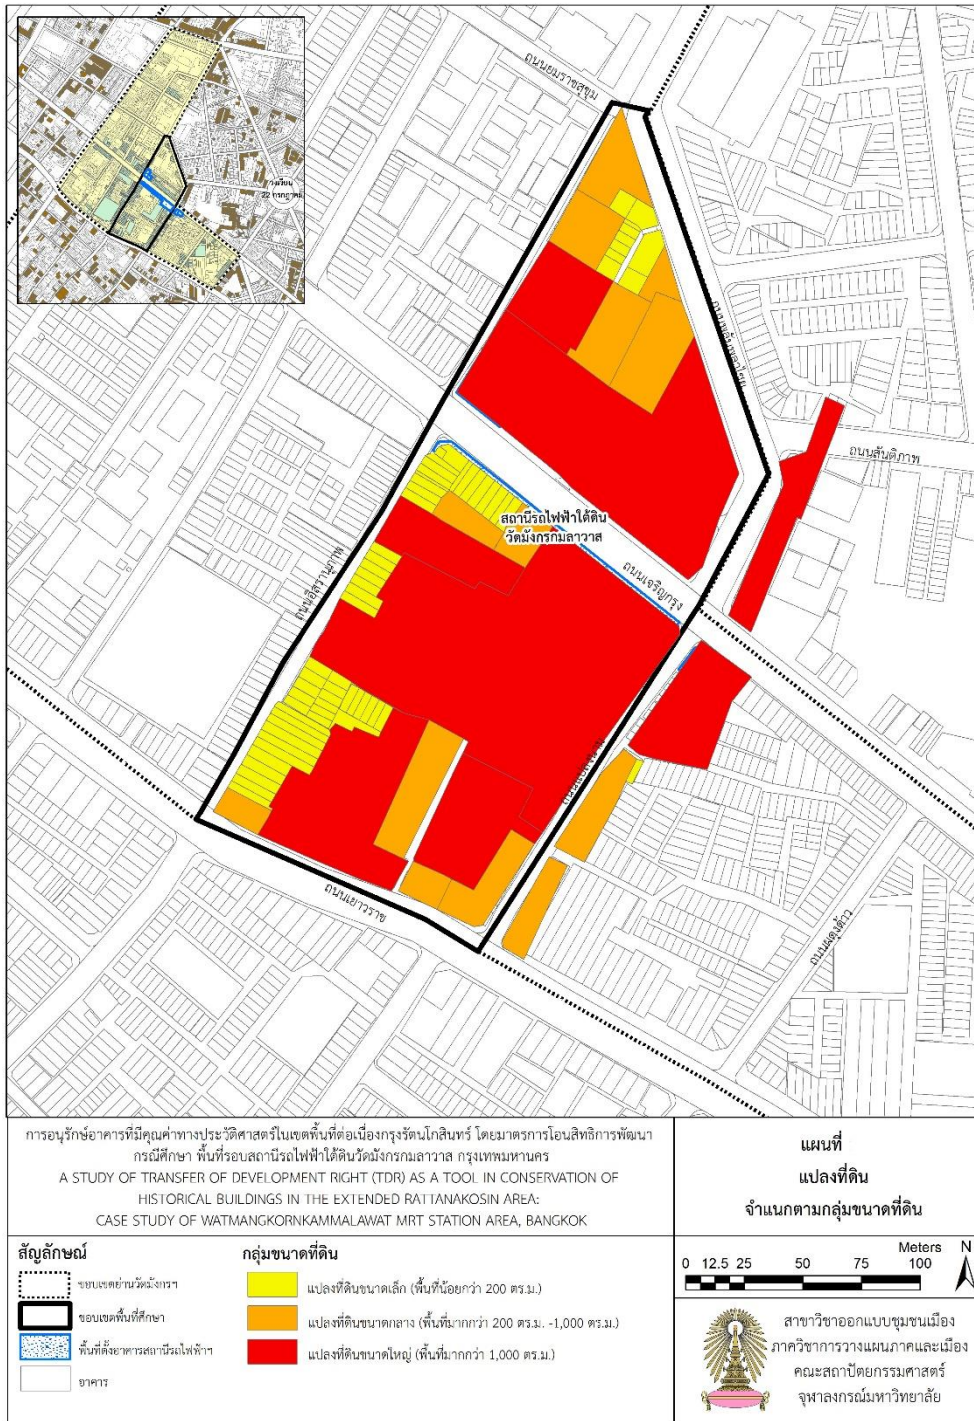 ถนนยมราชสุขุม
วงเวียน
22 กรกฎาคม
ถนนพลับพลาไชย
ถนนสันติภาพ
สถานีรถไฟฟ้าใต้ดิน
วัดมังกรกมลาวาส
ถนนเจริญกรุง
ถนนอิสรานุภาพ
ถนนเยาวราช
ถนนผดุงด้าว
การอนุรักษ์อาคารที่มีคุณค่าทางประวัติศาสตร์ในเขตพื้นที่ต่อเนื่องกรุงรัตนโกสินทร์ โดยมาตรการโอนสิทธิการพัฒนา
กรณีศึกษา พื้นที่รอบสถานีรถไฟฟ้าใต้ดินวัดมังกรกมลาวาส กรุงเทพมหานคร
A STUDY OF TRANSFER OF DEVELOPMENT RIGHT (TDR) AS A TOOL IN CONSERVATION OF
HISTORICAL BUILDINGS IN THE EXTENDED RATTANAKOSIN AREA:
CASE STUDY OF WATMANGKORNKAMMALAWAT MRT STATION AREA, BANGKOK
แผนที่
แปลงที่ดิน
จำแนกตามกลุ่มขนาดที่ดิน
สัญลักษณ์
ขอบเขตย่านวัดมังกรฯ
ขอบเขตพื้นที่ศึกษา
พื้นที่ตั้งอาคารสถานีรถไฟฟ้าฯ
อาคาร
กลุ่มขนาดที่ดิน
แปลงที่ดินขนาดเล็ก (พื้นที่น้อยกว่า 200 ตร.ม.)
แปลงที่ดินขนาดกลาง (พื้นที่มากกว่า 200 ตร.ม. -1,000 ตร.ม.)
แปลงที่ดินขนาดใหญ่ (พื้นที่มากกว่า 1,000 ตร.ม.)
Meters
N
0 12.5 25 50 75 100
สาขาวิชาออกแบบชุมชนเมือง
ภาควิชาการวางแผนภาคและเมือง
คณะสถาปัตยกรรมศาสตร์
จุฬาลงกรณ์มหาวิทยาลัย